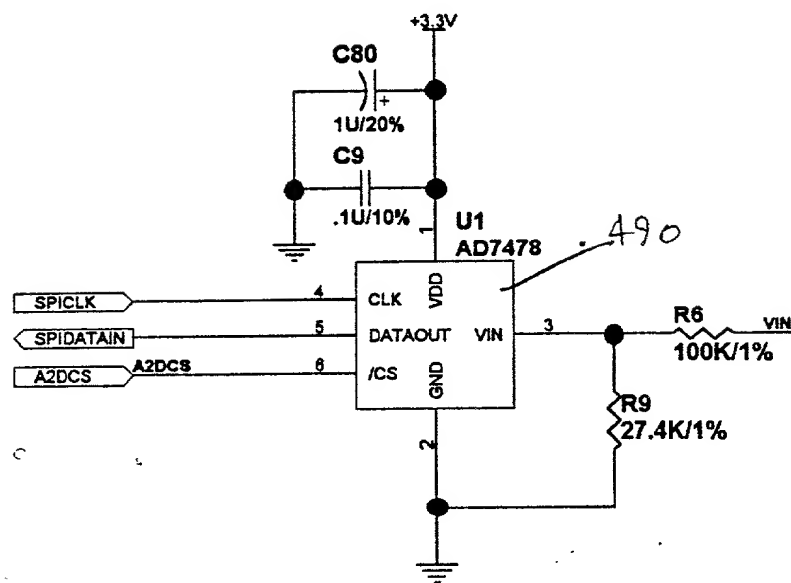 +3.3V
C80
+
1U/20%
C9
.1U/10%
1
U1
AD7478
490
SPICLK
4
CLK
VDD
SPIDATAIN
5
DATAOUT
VIN
3
R6
VIN
100K/1%
A2DCS
A2DCS
6
/CS
GND
R9
27.4K/1%
2